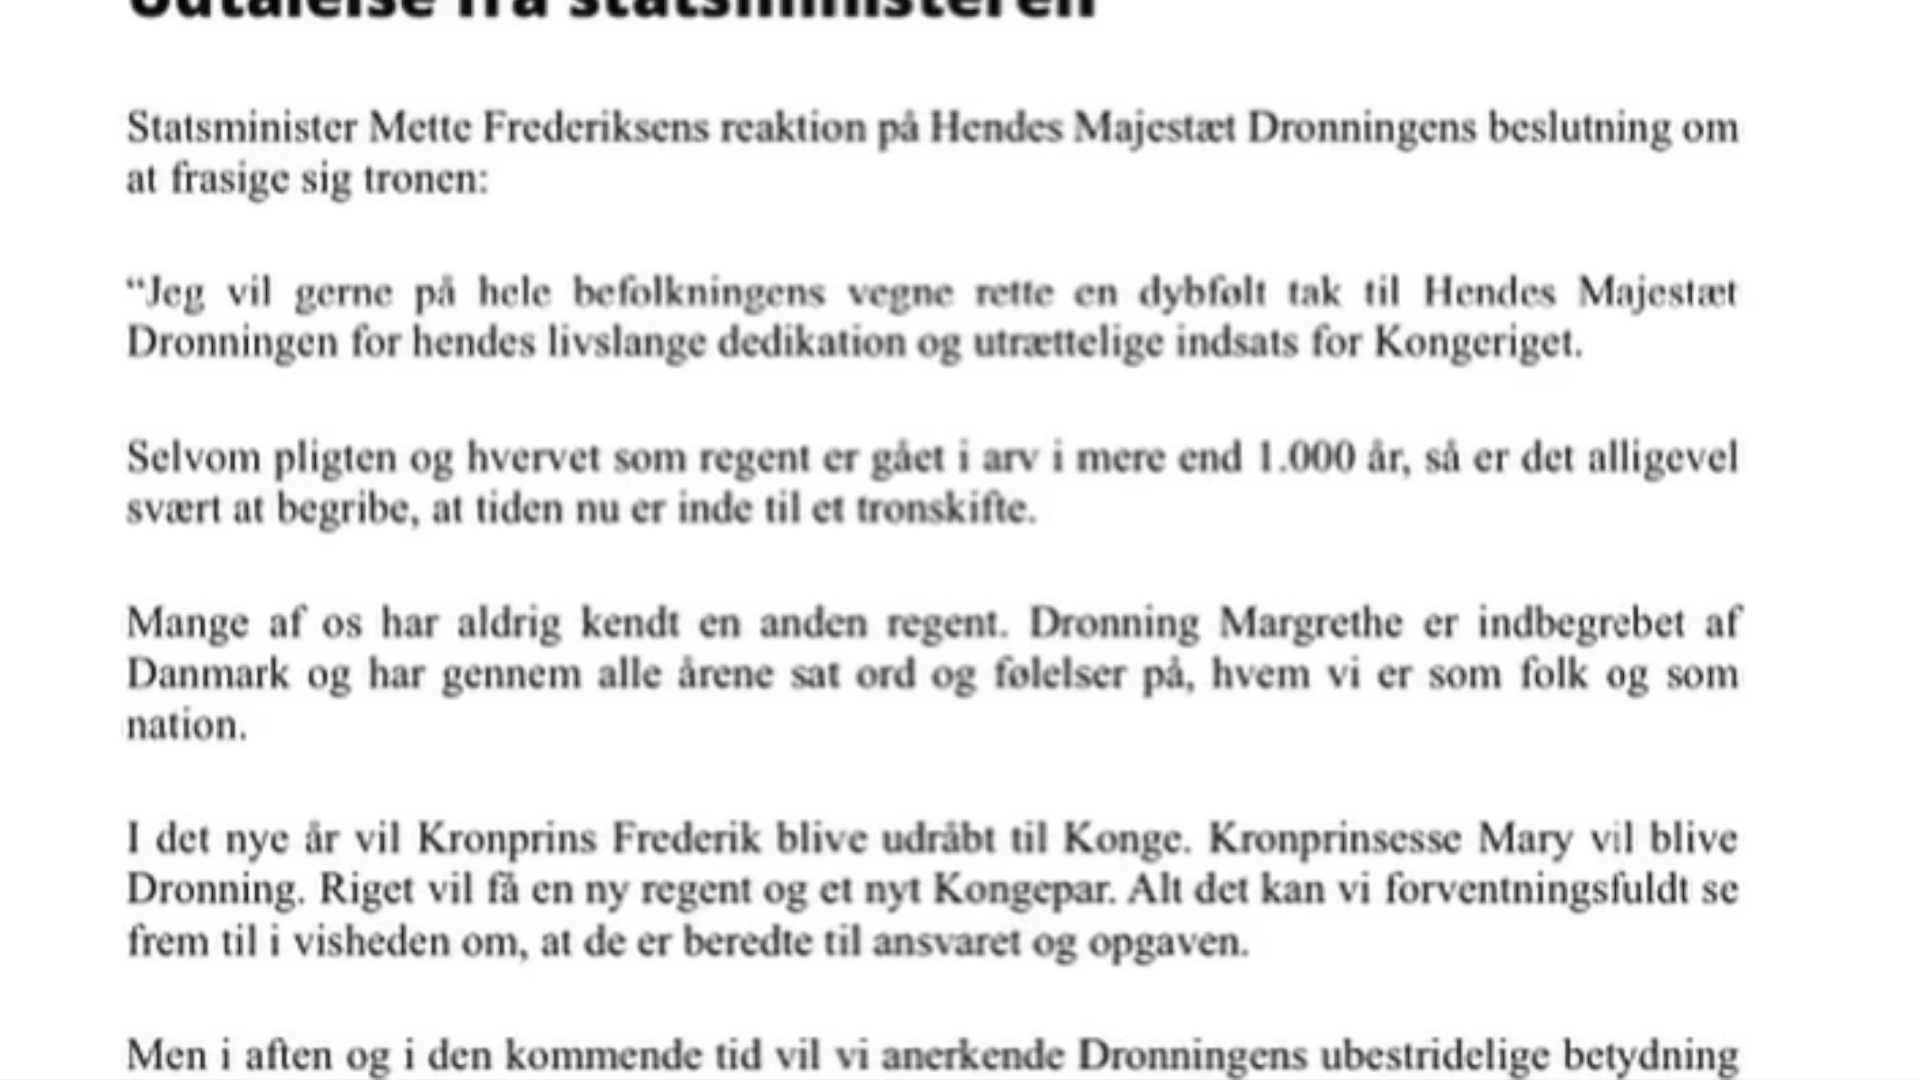 Udtalelse fra statsministeren
Statsminister Mette Frederiksens reaktion på Hendes Majestæt Dronningens beslutning om
at frasige sig tronen:
“Jeg vil gerne på hele befolkningens vegne rette en dybfølt tak til Hendes Majestæt
Dronningen for hendes livslange dedikation og utrættelige indsats for Kongeriget.
Selvom pligten og hvervet som regent er gået i arv i mere end 1.000 år, så er det alligevel
svært at begribe, at tiden nu er inde til et tronskifte.
Mange af os har aldrig kendt en anden regent. Dronning Margrethe er indbegrebet af
Danmark og har gennem alle årene sat ord og følelser på, hvem vi er som folk og som
nation.
I det nye år vil Kronprins Frederik blive udråbt til Konge. Kronprinsesse Mary vil blive
Dronning. Riget vil få en ny regent og et nyt Kongepar. Alt det kan vi forventningsfuldt se
frem til i visheden om, at de er beredte til ansvaret og opgaven.
Men i aften og i den kommende tid vil vi anerkende Dronningens ubestridelige betydning